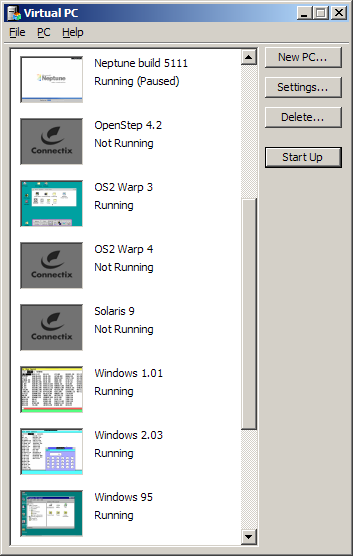 Virtual PC
File PC Help
Neptune build 5111
Running (Paused)
Neptune
OpenStep 4.2
Not Running
Connectix
OS2 Warp 3
Running
OS2 Warp 4
Not Running
Connectix
Solaris 9
Not Running
Connectix
Windows 1.01
Running
Windows 2.03
Running
Windows 95
Running
New PC...
Settings...
Delete...
Start Up